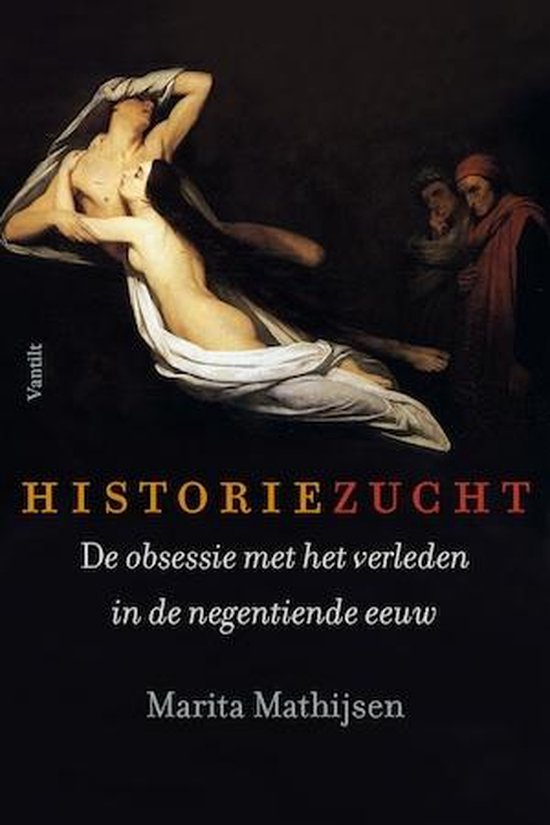 Vantilt
HISTORIEZUCHT
De obsessie met het verleden
in de negentiende eeuw
Marita Mathijsen